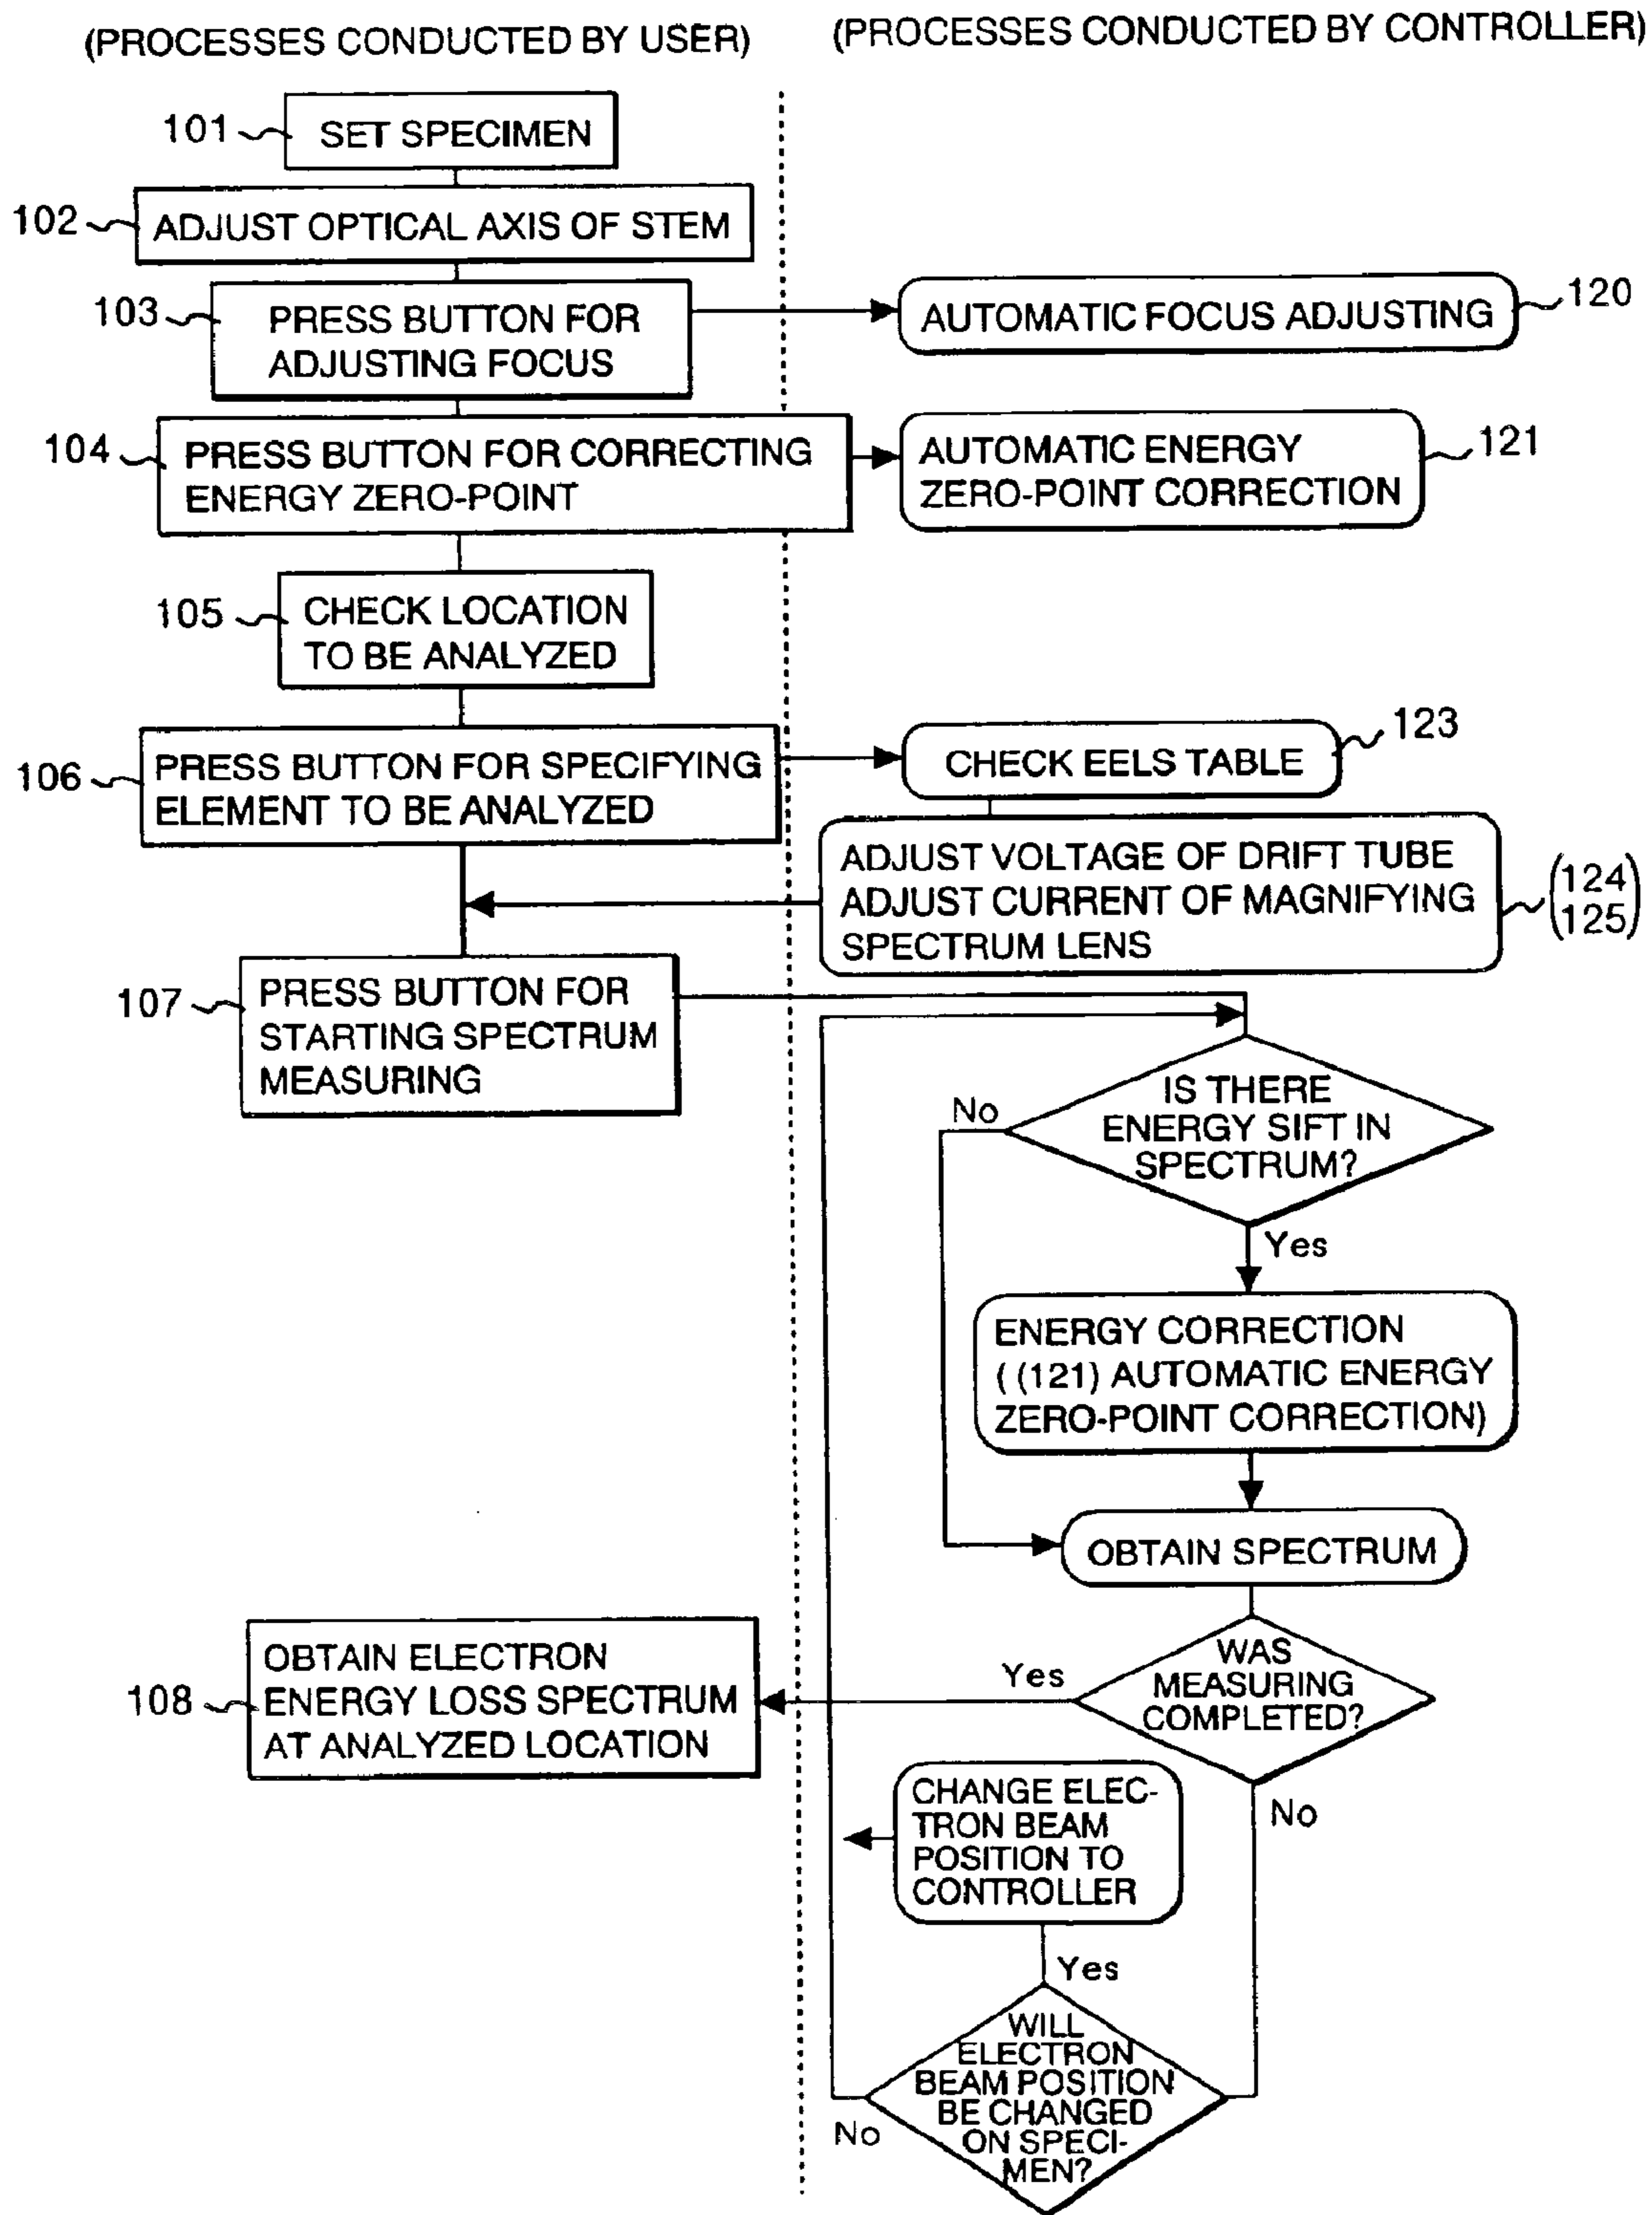 (PROCESSES CONDUCTED BY USER)
(PROCESSES CONDUCTED BY CONTROLLER)
101
SET SPECIMEN
102
ADJUST OPTICAL AXIS OF STEM
103
PRESS BUTTON FOR
ADJUSTING FOCUS
AUTOMATIC FOCUS ADJUSTING
120
104
PRESS BUTTON FOR CORRECTING
ENERGY ZERO-POINT
AUTOMATIC ENERGY
ZERO-POINT CORRECTION
121
105
CHECK LOCATION
TO BE ANALYZED
106
PRESS BUTTON FOR SPECIFYING
ELEMENT TO BE ANALYZED
CHECK EELS TABLE
123
ADJUST VOLTAGE OF DRIFT TUBE
ADJUST CURRENT OF MAGNIFYING
SPECTRUM LENS
(124
125)
107
PRESS BUTTON FOR
STARTING SPECTRUM
MEASURING
IS THERE
ENERGY SIFT IN
SPECTRUM?
No
Yes
ENERGY CORRECTION
( (121) AUTOMATIC ENERGY
ZERO-POINT CORRECTION)
OBTAIN SPECTRUM
WAS
MEASURING
COMPLETED?
Yes
No
108
OBTAIN ELECTRON
ENERGY LOSS SPECTRUM
AT ANALYZED LOCATION
CHANGE ELEC-
TRON BEAM
POSITION TO
CONTROLLER
Yes
WILL
ELECTRON
BEAM POSITION
BE CHANGED
ON SPECI-
MEN?
No